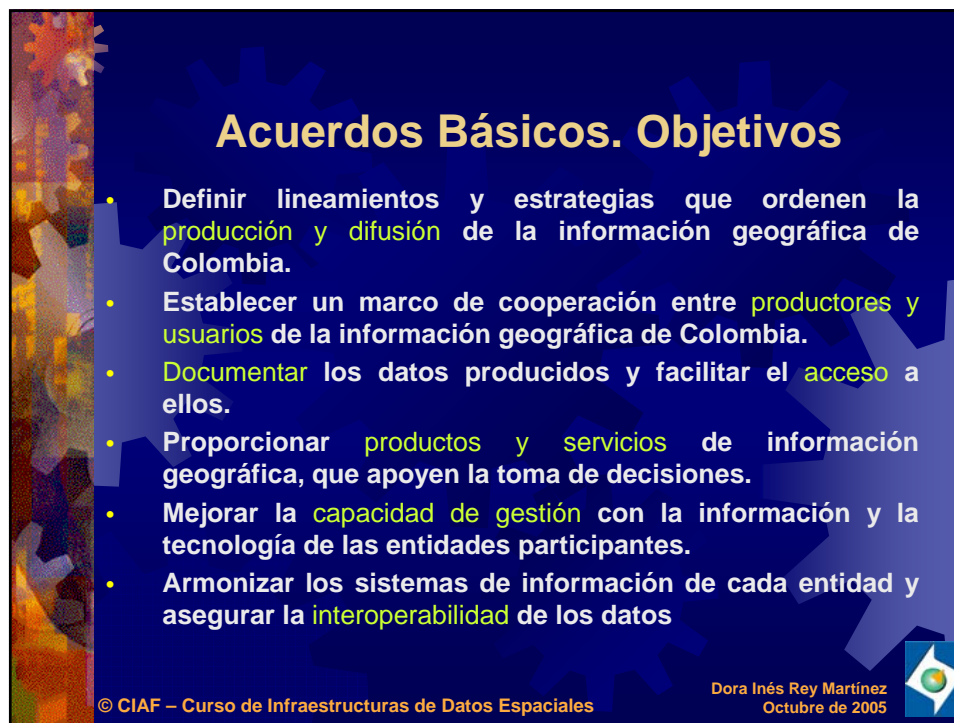 Acuerdos Básicos. Objetivos
• Definir lineamientos y estrategias que ordenen la
producción y difusión de la información geográfica de
Colombia.
• Establecer un marco de cooperación entre productores y
usuarios de la información geográfica de Colombia.
• Documentar los datos producidos y facilitar el acceso a
ellos.
• Proporcionar productos y servicios de información
geográfica, que apoyen la toma de decisiones.
• Mejorar la capacidad de gestión con la información y la
tecnología de las entidades participantes.
• Armonizar los sistemas de información de cada entidad y
asegurar la interoperabilidad de los datos
© CIAF – Curso de Infraestructuras de Datos Espaciales
Dora Inés Rey Martínez
Octubre de 2005